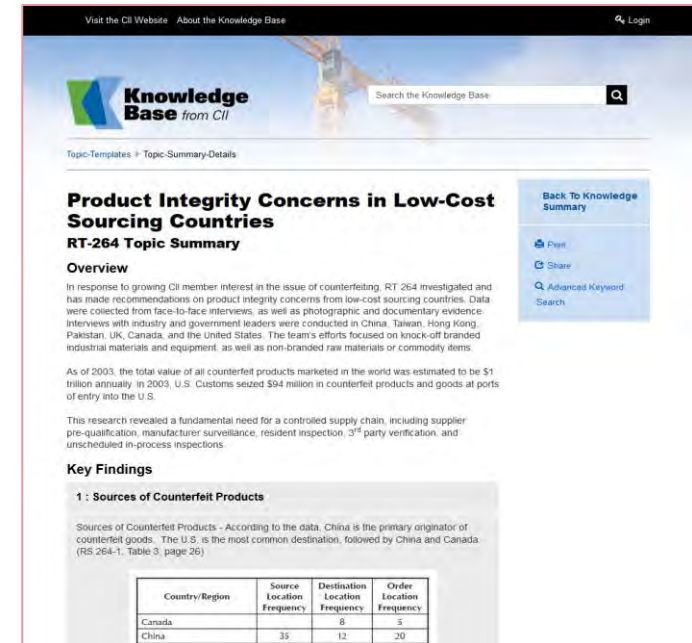 Visit the CII Website About the Knowledge Base Login
Knowledge
Base from CII
Search the Knowledge Base
Topic-Templates Topic-Summary-Details
Product Integrity Concerns in Low-Cost
Sourcing Countries
RT-264 Topic Summary
Back To Knowledge
Summary
Print
Share
Advanced Keyword
Search
Overview
In response to growing CII member interest in the issue of counterfeiting, RT 264 investigated and
has made recommendations on product integrity concerns from low-cost sourcing countries. Data
were collected from face-to-face interviews, as well as photographic and documentary evidence.
Interviews with industry and government leaders were conducted in China, Taiwan, Hong Kong,
Pakistan, UK, Canada, and the United States. The team's efforts focused on knock-off branded
industrial materials and equipment, as well as non-branded raw materials or commodity items.
As of 2003, the total value of all counterfeit products marketed in the world was estimated to be $1
trillion annually. In 2003, U.S. Customs seized $94 million in counterfeit products and goods at ports
of entry into the U.S.
This research revealed a fundamental need for a controlled supply chain, including supplier
pre-qualification, manufacturer surveillance, resident inspection, 3rd party verification, and
unscheduled in-process inspections.
Key Findings
1 : Sources of Counterfeit Products
Sources of Counterfeit Products - According to the data, China is the primary originator of
counterfeit goods. The U.S. is the most common destination, followed by China and Canada.
(RS 264-1, Table 3, page 26)
Country/Region Source Location Frequency Destination Location Frequency Order Location Frequency
Canada 8 5
China 35 12 20